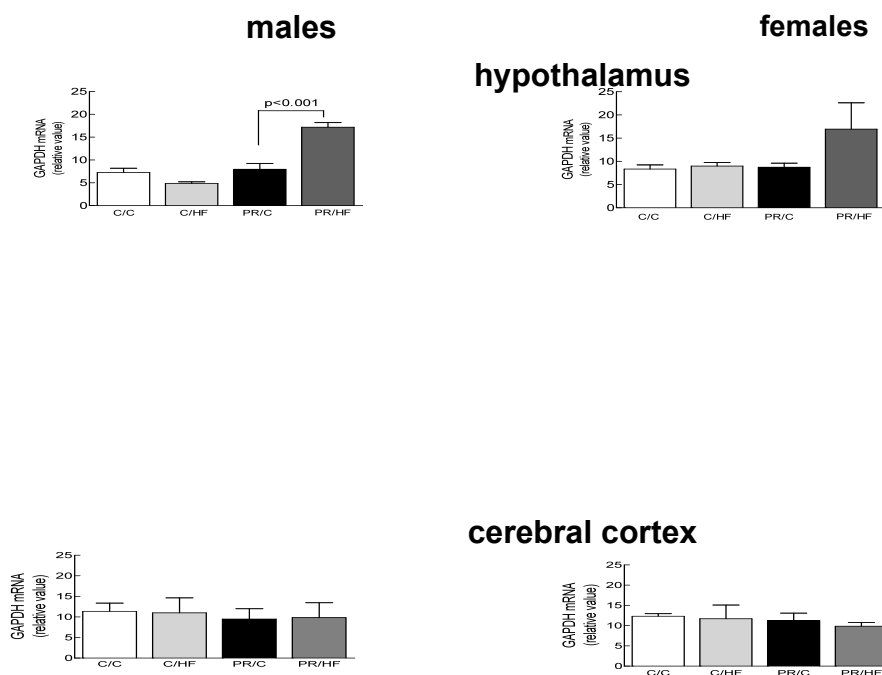 males
females
hypothalamus
GAPDH mRNA
(relative value)
25
20
15
10
5
0
p<0.001
C/C C/HF PR/C PR/HF
GAPDH mRNA
(relative value)
25
20
15
10
5
0
C/C C/HF PR/C PR/HF
cerebral cortex
GAPDH mRNA
(relative value)
25
20
15
10
5
0
C/C C/HF PR/C PR/HF
GAPDH mRNA
(relative value)
25
20
15
10
5
0
C/C C/HF PR/C PR/HF